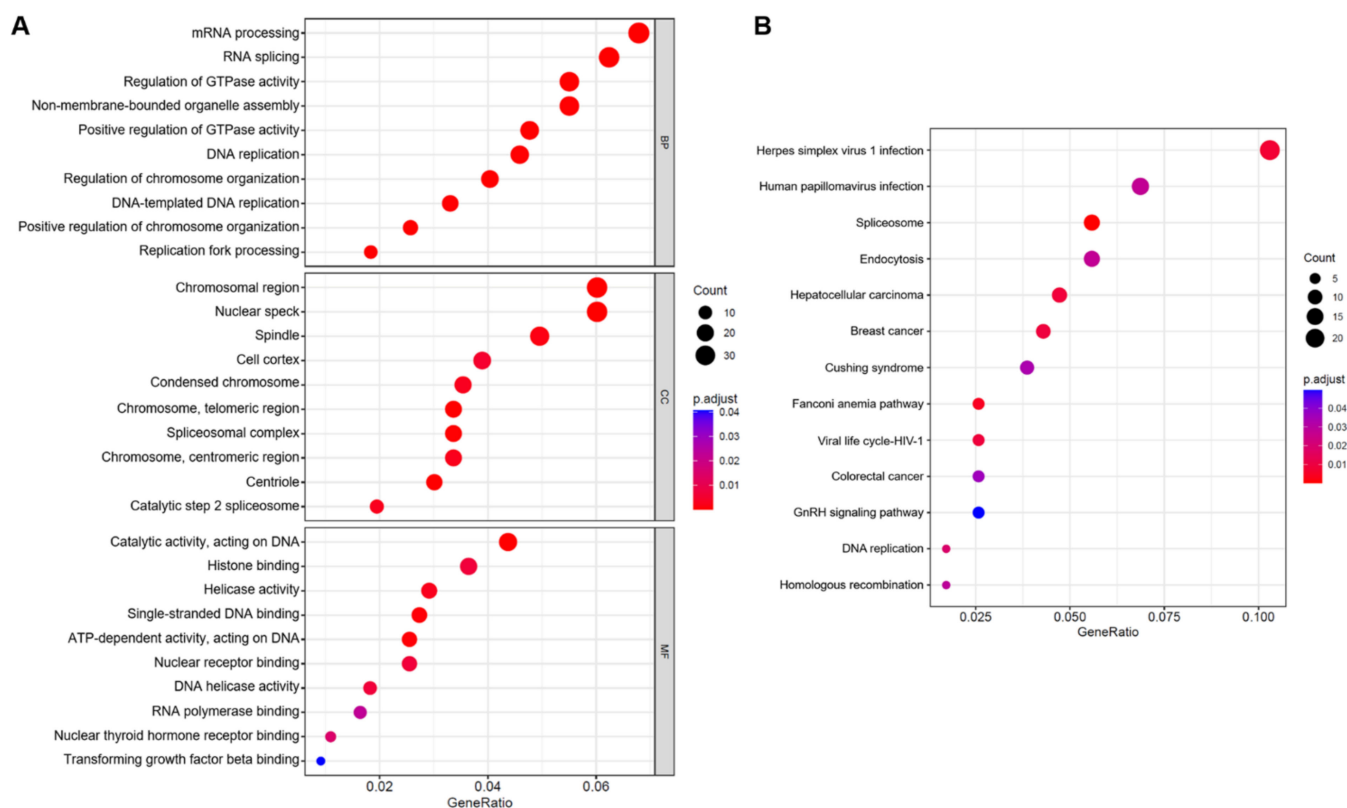 A
mRNA processing
RNA splicing
Regulation of GTPase activity
Non-membrane-bounded organelle assembly
Positive regulation of GTPase activity
DNA replication
Regulation of chromosome organization
DNA-templated DNA replication
Positive regulation of chromosome organization
Replication fork processing
BP
Chromosomal region
Nuclear speck
Spindle
Cell cortex
Condensed chromosome
Chromosome, telomeric region
Spliceosomal complex
Chromosome, centromeric region
Centriole
Catalytic step 2 spliceosome
CC
Catalytic activity, acting on DNA
Histone binding
Helicase activity
Single-stranded DNA binding
ATP-dependent activity, acting on DNA
Nuclear receptor binding
DNA helicase activity
RNA polymerase binding
Nuclear thyroid hormone receptor binding
Transforming growth factor beta binding
MF
0.02 0.04 0.06
GeneRatio
Count
10
20
30
p.adjust
0.04
0.03
0.02
0.01
B
Herpes simplex virus 1 infection
Human papillomavirus infection
Spliceosome
Endocytosis
Hepatocellular carcinoma
Breast cancer
Cushing syndrome
Fanconi anemia pathway
Viral life cycle-HIV-1
Colorectal cancer
GnRH signaling pathway
DNA replication
Homologous recombination
0.025 0.050 0.075 0.100
GeneRatio
Count
5
10
15
20
p.adjust
0.04
0.03
0.02
0.01